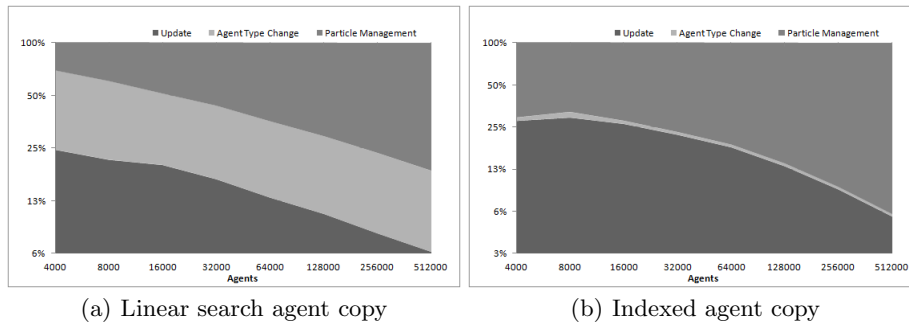 Update Agent Type Change Particle Management
100%
50%
25%
13%
6%
4000 8000 16000 32000 64000 128000 256000 512000
Agents
(a) Linear search agent copy
Update Agent Type Change Particle Management
100%
50%
25%
13%
6%
3%
4000 8000 16000 32000 64000 128000 256000 512000
Agents
(b) Indexed agent copy